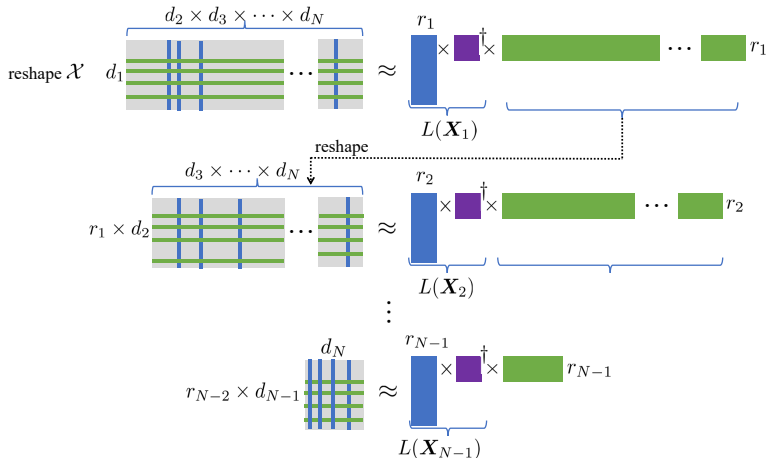 d₂ × d₃ × ⋯ × d_N
reshape 𝒳 d₁ ⋯ ≈ r₁ × † × ⋯ r₁
L(X₁)
reshape
d₃ × ⋯ × d_N
r₁ × d₂ ⋯ ≈ r₂ × † × ⋯ r₂
L(X₂)
⋮
d_N
r_{N−2} × d_{N−1} ≈ r_{N−1} × † × r_{N−1}
L(X_{N−1})